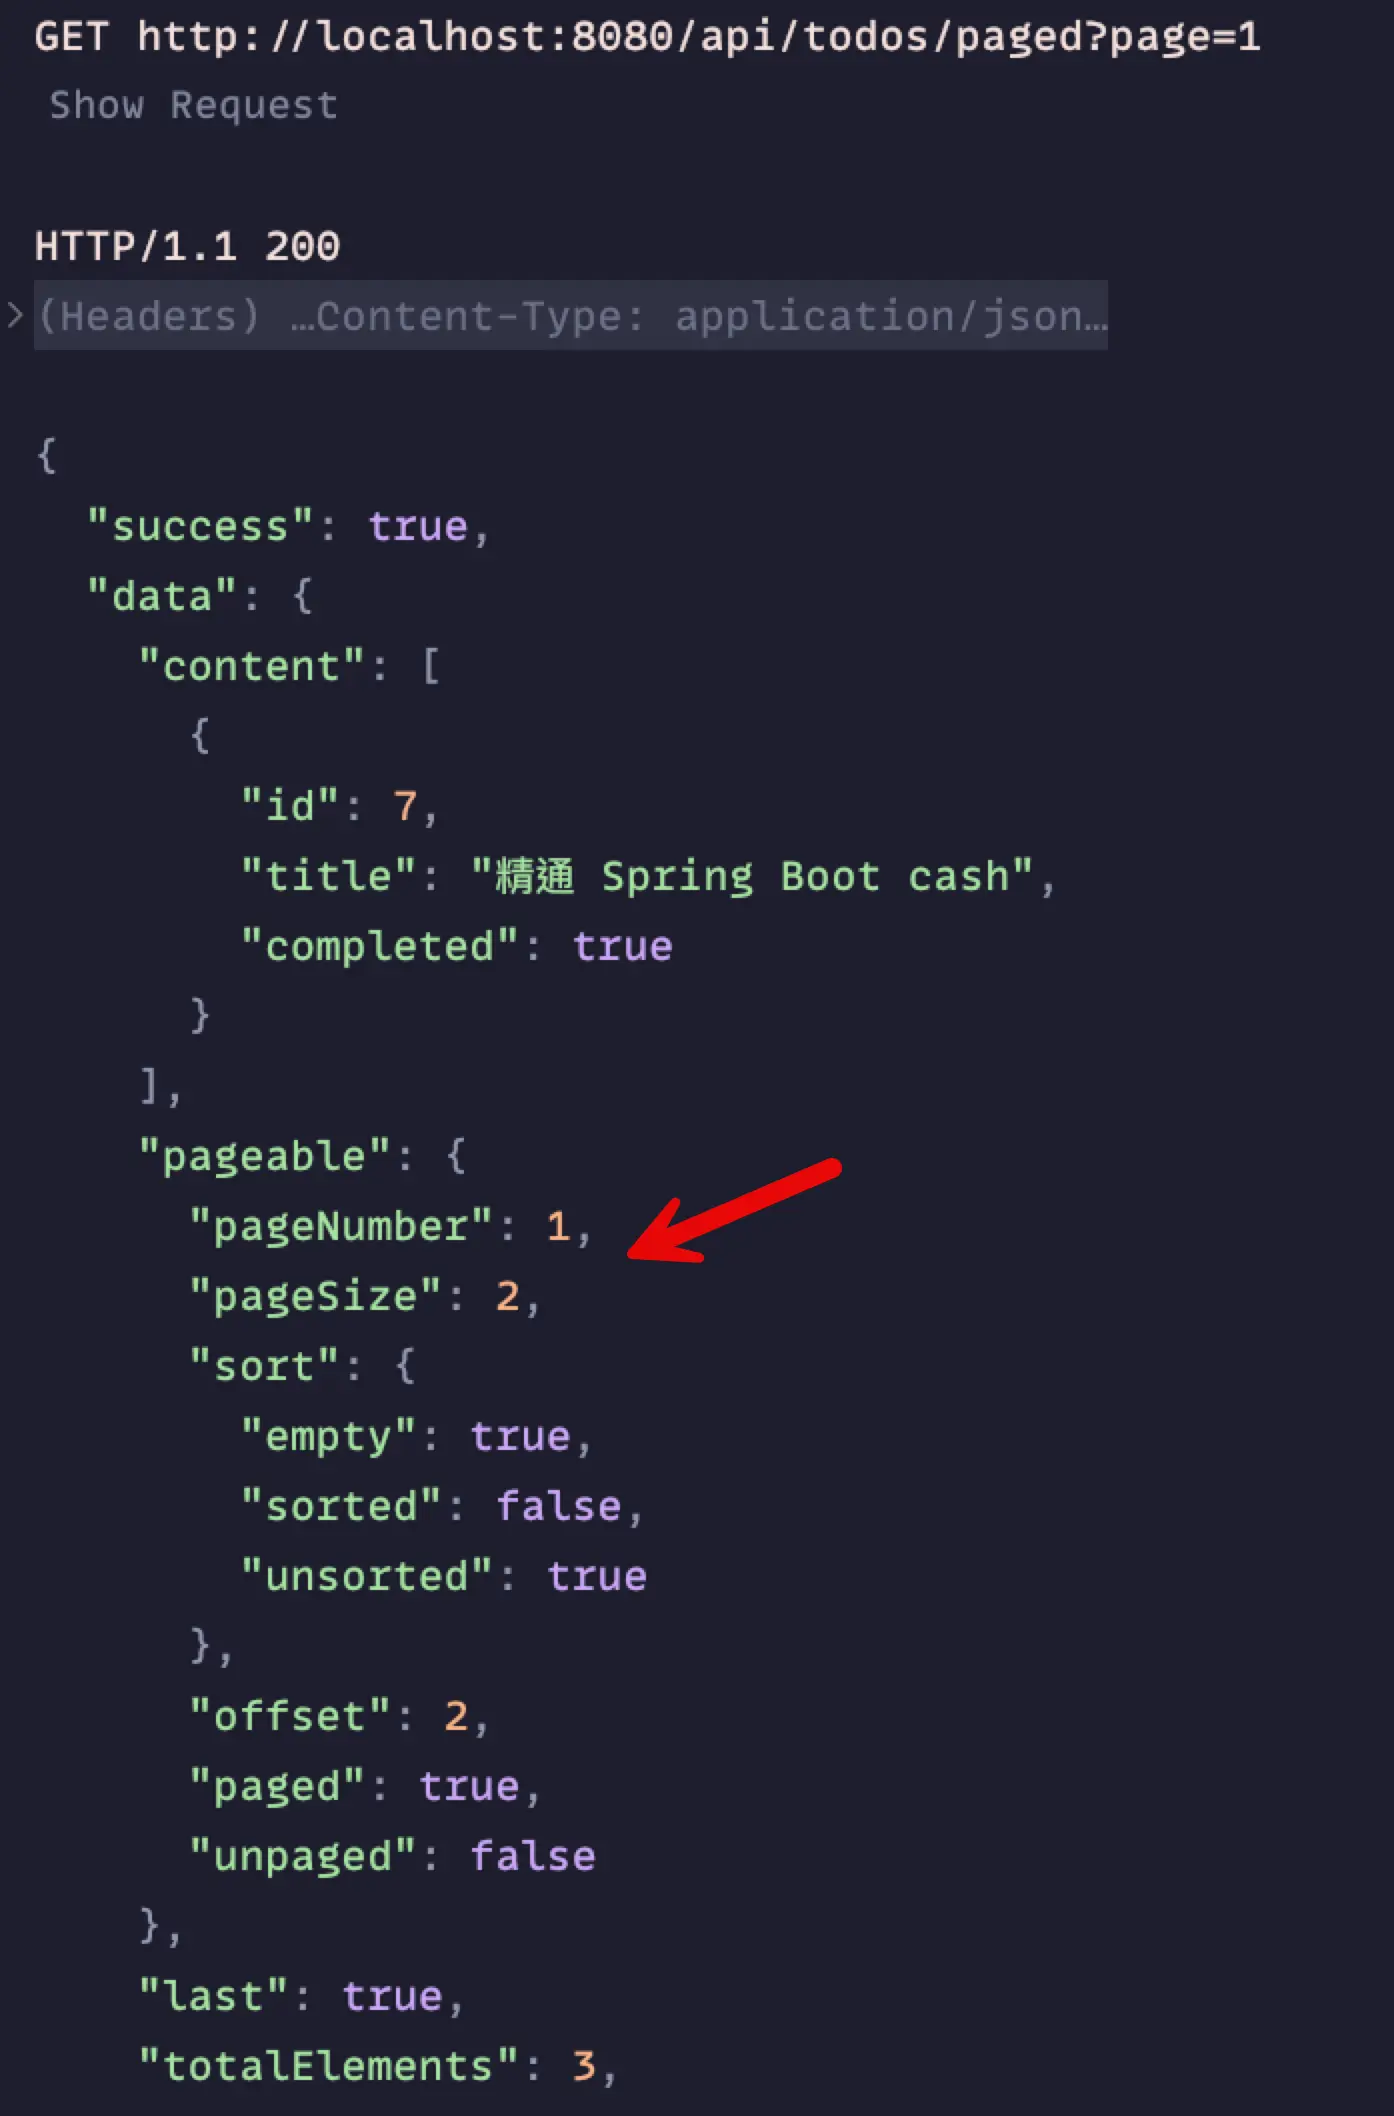 GET http://localhost:8080/api/todos/paged?page=1
Show Request
HTTP/1.1 200
(Headers) …Content-Type: application/json…
{
"success": true,
"data": {
"content": [
{
"id": 7,
"title": "精通 Spring Boot cash",
"completed": true
}
],
"pageable": {
"pageNumber": 1,
"pageSize": 2,
"sort": {
"empty": true,
"sorted": false,
"unsorted": true
},
"offset": 2,
"paged": true,
"unpaged": false
},
"last": true,
"totalElements": 3,